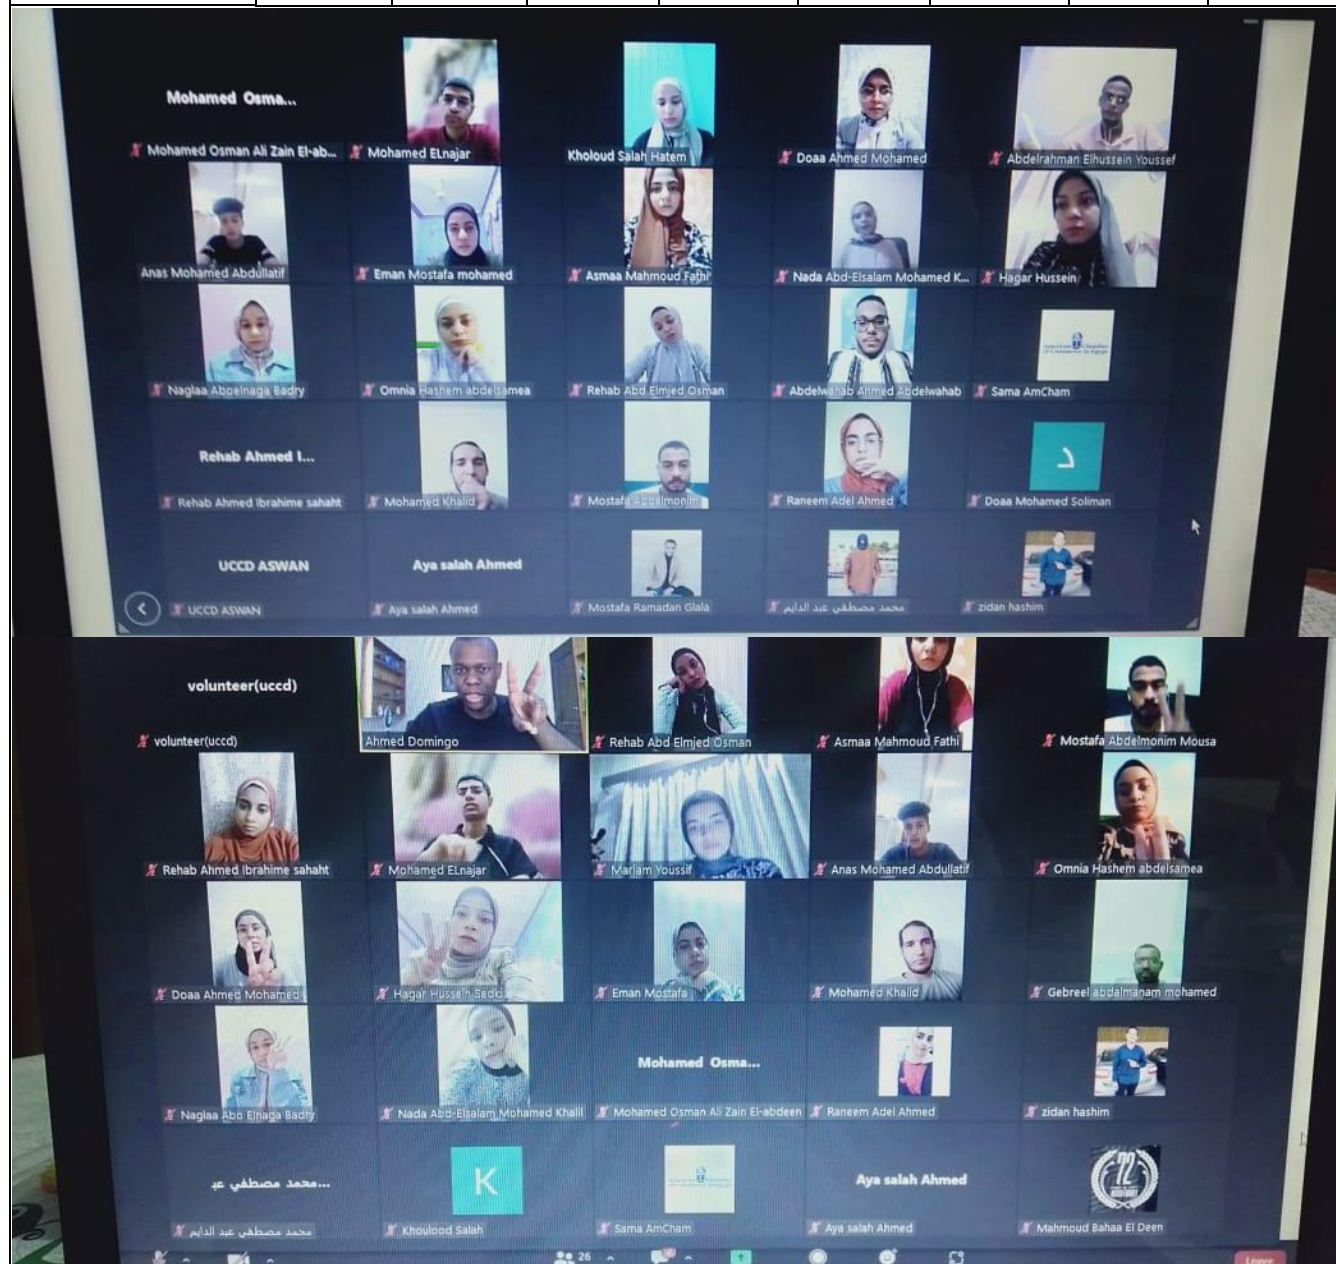 Mohamed Osma...
Mohamed Osman Ali Zain El-ab...
Mohamed ELnajar
Kholoud Salah Hatem
Doaa Ahmed Mohamed
Abdelrahman Elhussein Youssef
Anas Mohamed Abdullatif
Eman Mostafa mohamed
Asmaa Mahmoud Fathi
Nada Abd-Elsalam Mohamed K...
Hagar Hussein
Naglaa Aboelnaga Badry
Omnia Hashem abdelsamea
Rehab Abd Elmjed Osman
Abdelwahab Ahmed Abdelwahab
Sama AmCham
Rehab Ahmed I...
Rehab Ahmed Ibrahime sahaht
Mohamed Khalid
Mostafa Abdelmonim
Raneem Adel Ahmed
د
Doaa Mohamed Soliman
UCCD ASWAN
UCCD ASWAN
Aya salah Ahmed
Aya salah Ahmed
Mostafa Ramadan Glala
محمد مصطفي عبد الدايم
zidan hashim
volunteer(uccd)
volunteer(uccd)
Ahmed Domingo
Rehab Abd Elmjed Osman
Asmaa Mahmoud Fathi
Mostafa Abdelmonim Mousa
Rehab Ahmed Ibrahime sahaht
Mohamed ELnajar
Mariam Youssif
Anas Mohamed Abdullatif
Omnia Hashem abdelsamea
Doaa Ahmed Mohamed
Hagar Hussein Sedki
Eman Mostafa
Mohamed Khalid
Gebreel abdalmanam mohamed
Naglaa Abo Elnaga Badry
Nada Abd-Elsalam Mohamed Khalil
Mohamed Osma...
Mohamed Osman Ali Zain El-abdeen
Raneem Adel Ahmed
zidan hashim
محمد مصطفي عبـ...
محمد مصطفي عبد الدايم
K
Khoulood Salah
Sama AmCham
Aya salah Ahmed
Aya salah Ahmed
72
Mahmoud Bahaa El Deen
26
Leave